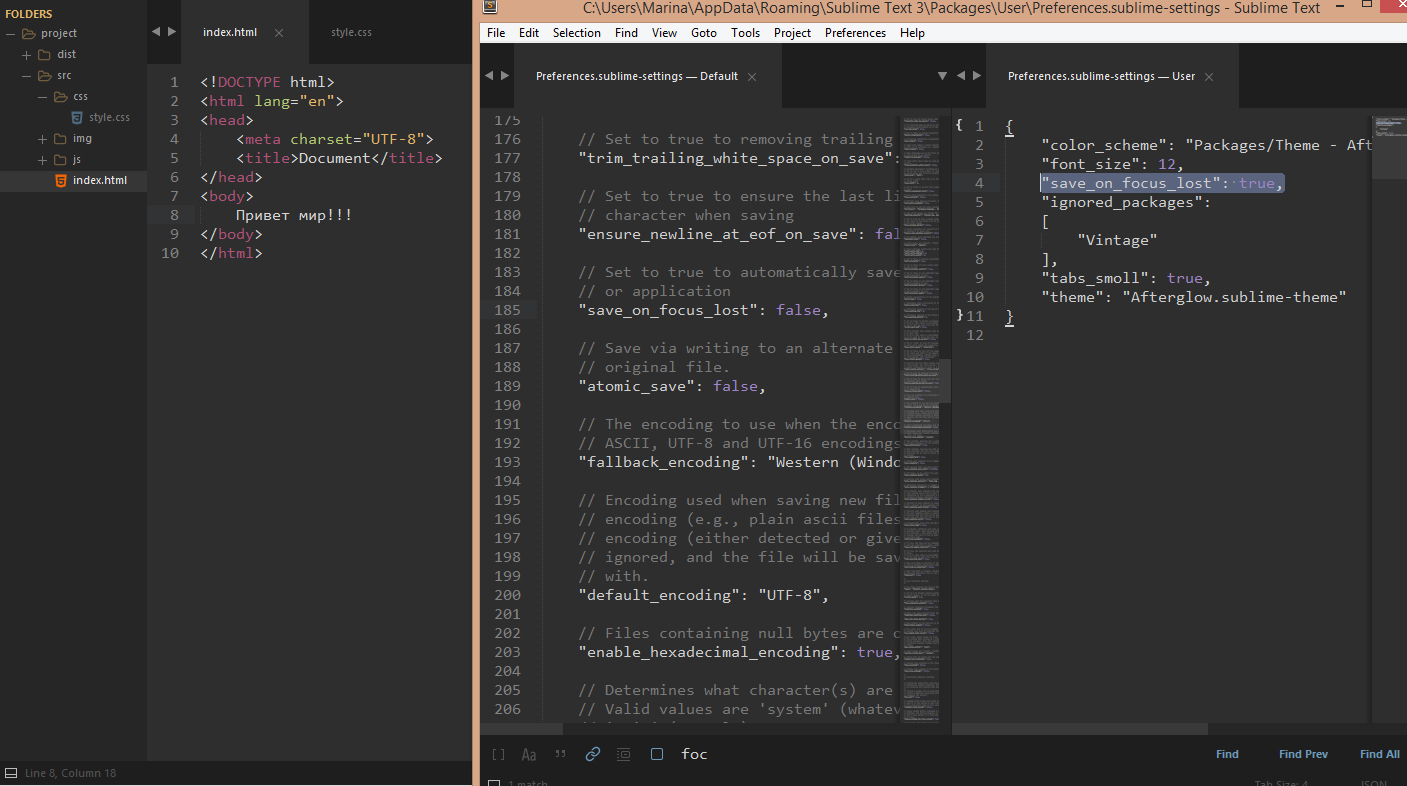 FOLDERS
project
dist
src
css
style.css
img
js
index.html
index.html
style.css
1 <!DOCTYPE html>
2 <html lang="en">
3 <head>
4 <meta charset="UTF-8">
5 <title>Document</title>
6 </head>
7 <body>
8 Привет мир!!!
9 </body>
10 </html>
Line 8, Column 18
C:\Users\Marina\AppData\Roaming\Sublime Text 3\Packages\User\Preferences.sublime-settings - Sublime Text
File Edit Selection Find View Goto Tools Project Preferences Help
Preferences.sublime-settings — Default
175
176 // Set to true to removing trailing
177 "trim_trailing_white_space_on_save":
178
179 // Set to true to ensure the last li
180 // character when saving
181 "ensure_newline_at_eof_on_save": fal
182
183 // Set to true to automatically save
184 // or application
185 "save_on_focus_lost": false,
186
187 // Save via writing to an alternate
188 // original file.
189 "atomic_save": false,
190
191 // The encoding to use when the enco
192 // ASCII, UTF-8 and UTF-16 encodings
193 "fallback_encoding": "Western (Windo
194
195 // Encoding used when saving new fil
196 // encoding (e.g., plain ascii files
197 // encoding (either detected or give
198 // ignored, and the file will be sav
199 // with.
200 "default_encoding": "UTF-8",
201
202 // Files containing null bytes are o
203 "enable_hexadecimal_encoding": true,
204
205 // Determines what character(s) are
206 // Valid values are 'system' (whatev
Preferences.sublime-settings — User
1 {
2 "color_scheme": "Packages/Theme - Aft
3 "font_size": 12,
4 "save_on_focus_lost": true,
5 "ignored_packages":
6 [
7 "Vintage"
8 ],
9 "tabs_smoll": true,
10 "theme": "Afterglow.sublime-theme"
11 }
12
foc
Find Find Prev Find All
1 match
Tab Size: 4 JSON